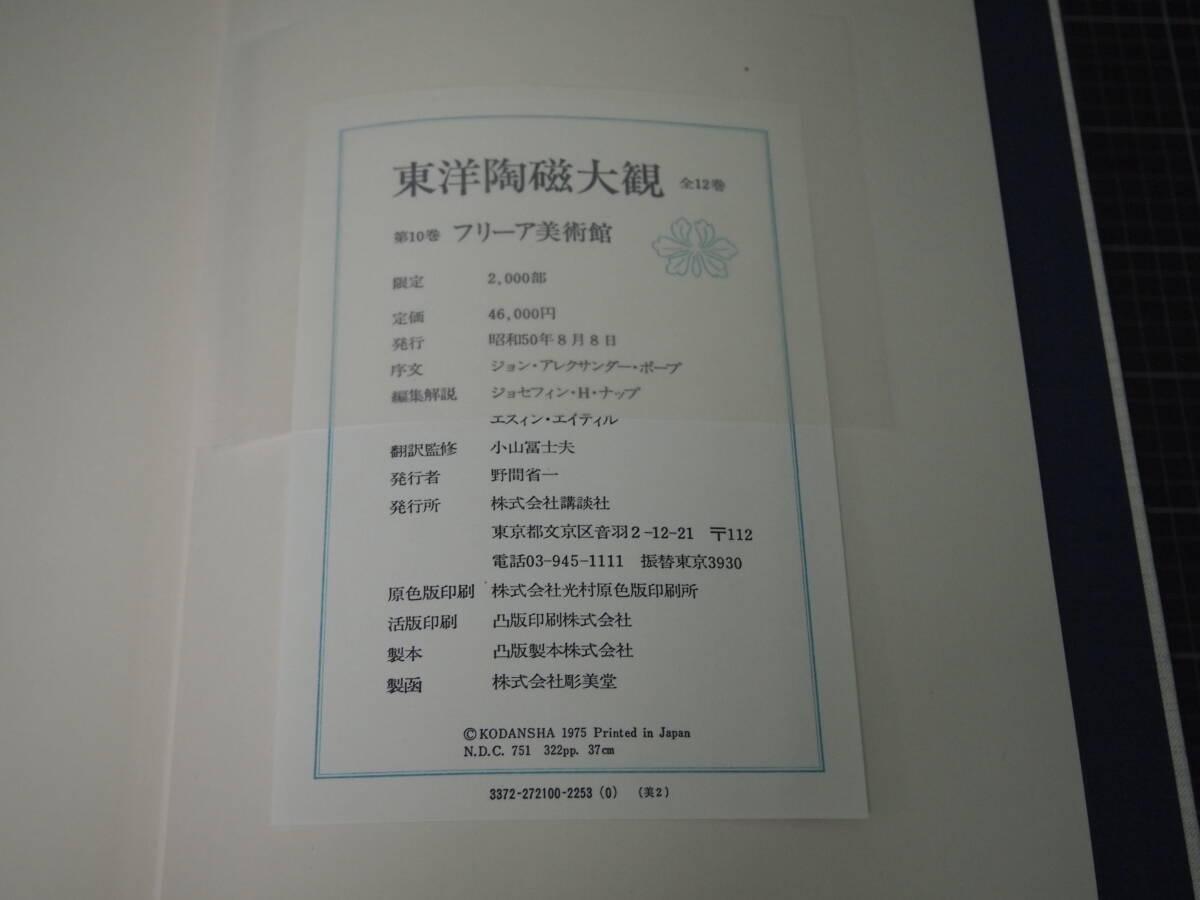 東洋陶磁大観 全12巻
第10巻 フリーア美術館
限定 2,000部
定価 46,000円
発行 昭和50年8月8日
序文 ジョン・アレクサンダー・ポープ
編集解説 ジョセフィン・H・ナップ
エスィン・エイティル
翻訳監修 小山冨士夫
発行者 野間省一
発行所 株式会社講談社
東京都文京区音羽2-12-21 〒112
電話03-945-1111 振替東京3930
原色版印刷 株式会社光村原色版印刷所
活版印刷 凸版印刷株式会社
製本 凸版製本株式会社
製函 株式会社彫美堂
©KODANSHA 1975 Printed in Japan
N.D.C. 751 322pp. 37cm
3372-272100-2253(0) (美2)